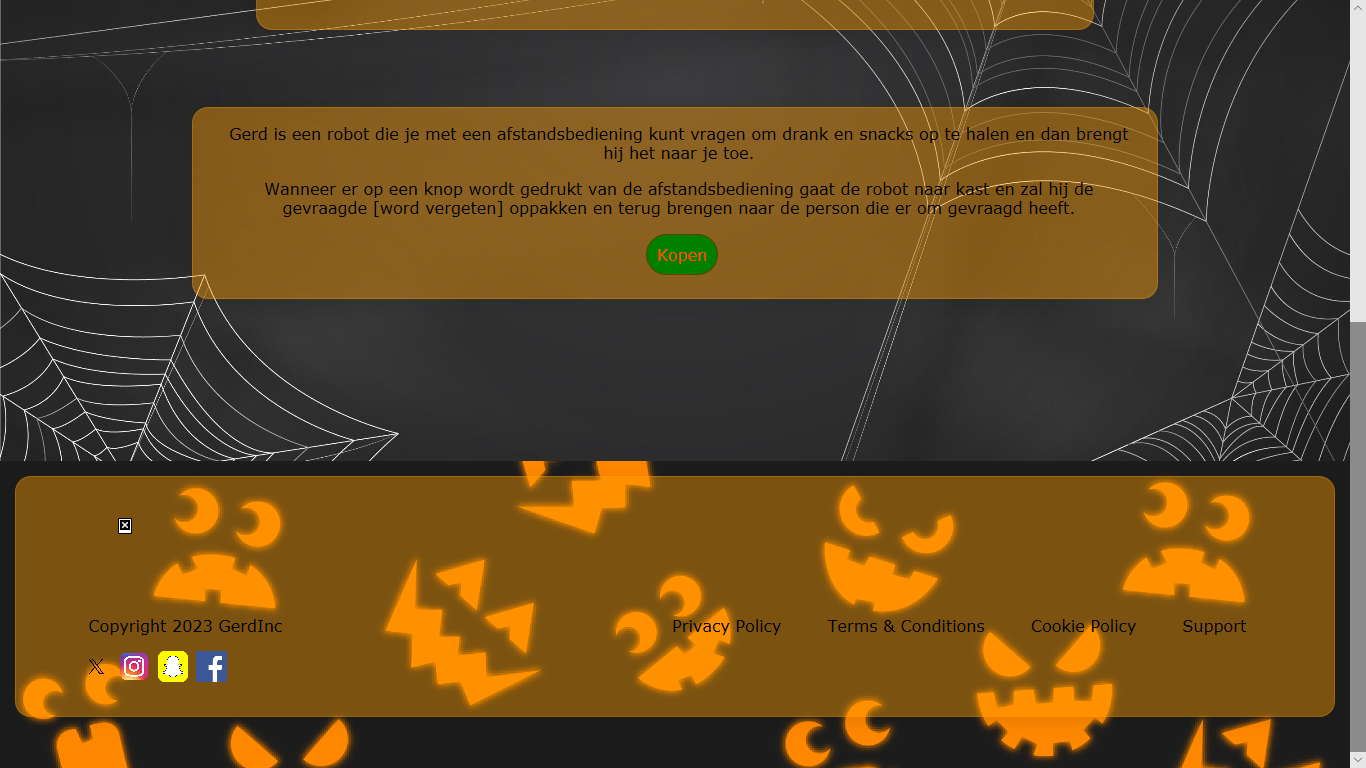 Gerd is een robot die je met een afstandsbediening kunt vragen om drank en snacks op te halen en dan brengt
hij het naar je toe.
Wanneer er op een knop wordt gedrukt van de afstandsbediening gaat de robot naar kast en zal hij de
gevraagde [word vergeten] oppakken en terug brengen naar de person die er om gevraagd heeft.
Kopen
Copyright 2023 GerdInc
Privacy Policy
Terms & Conditions
Cookie Policy
Support